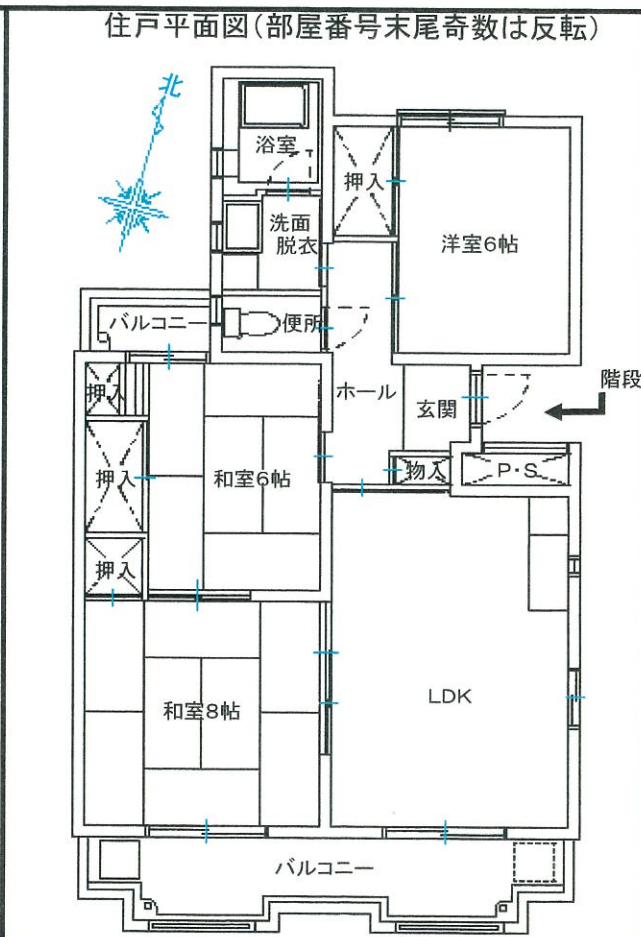 住戸平面図(部屋番号末尾奇数は反転)
北
浴室
押入
洋室6帖
洗面
脱衣
バルコニー
便所
階段
押入
ホール
玄関
押入
和室6帖
物入
P・S
押入
和室8帖
LDK
バルコニー